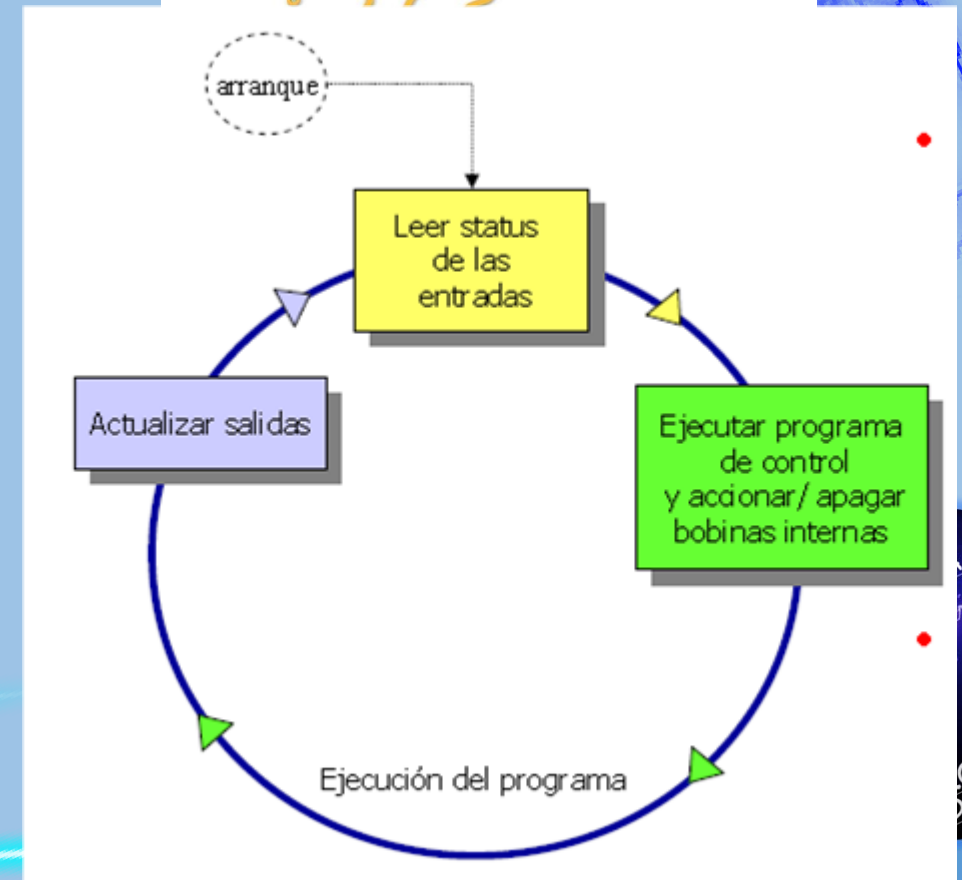 arranque
Leer status
de las
entradas
Actualizar salidas
Ejecutar programa
de control
y accionar/ apagar
bobinas internas
Ejecución del programa